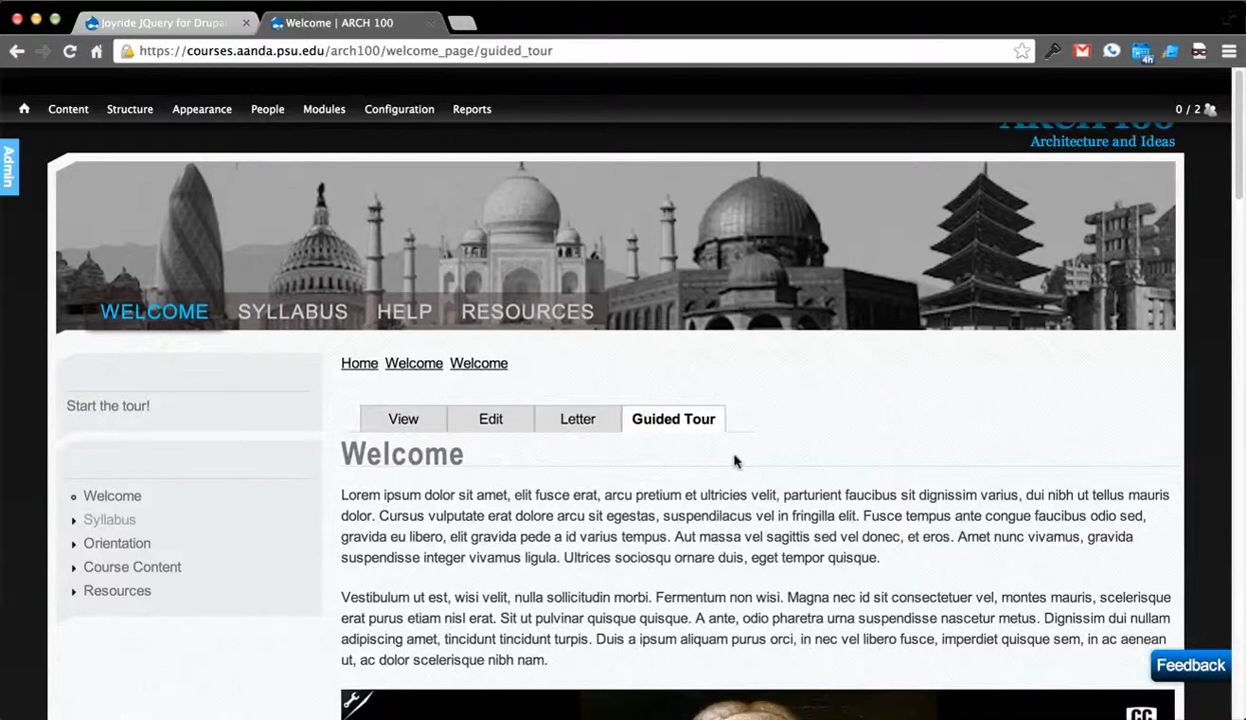 Joyride JQuery for Drupa
Welcome | ARCH 100
https://courses.aanda.psu.edu/arch100/welcome_page/guided_tour
4h
Content Structure Appearance People Modules Configuration Reports
0 / 2
ARCH 100
Architecture and Ideas
Admin
WELCOME SYLLABUS HELP RESOURCES
Home Welcome Welcome
Start the tour!
View Edit Letter Guided Tour
Welcome
Welcome
Syllabus
Orientation
Course Content
Resources
Lorem ipsum dolor sit amet, elit fusce erat, arcu pretium et ultricies velit, parturient faucibus sit dignissim varius, dui nibh ut tellus mauris
dolor. Cursus vulputate erat dolore arcu sit egestas, suspendilacus vel in fringilla elit. Fusce tempus ante congue faucibus odio sed,
gravida eu libero, elit gravida pede a id varius tempus. Aut massa vel sagittis sed vel donec, et eros. Amet nunc vivamus, gravida
suspendisse integer vivamus ligula. Ultrices sociosqu ornare duis, eget tempor quisque.
Vestibulum ut est, wisi velit, nulla sollicitudin morbi. Fermentum non wisi. Magna nec id sit consectetuer vel, montes mauris, scelerisque
erat purus etiam nisl erat. Sit ut pulvinar quisque quisque. A ante, odio pharetra urna suspendisse nascetur metus. Dignissim dui nullam
adipiscing amet, tincidunt tincidunt turpis. Duis a ipsum aliquam purus orci, in nec vel libero fusce, imperdiet quisque sem, in ac aenean
ut, ac dolor scelerisque nibh nam.
Feedback
CC